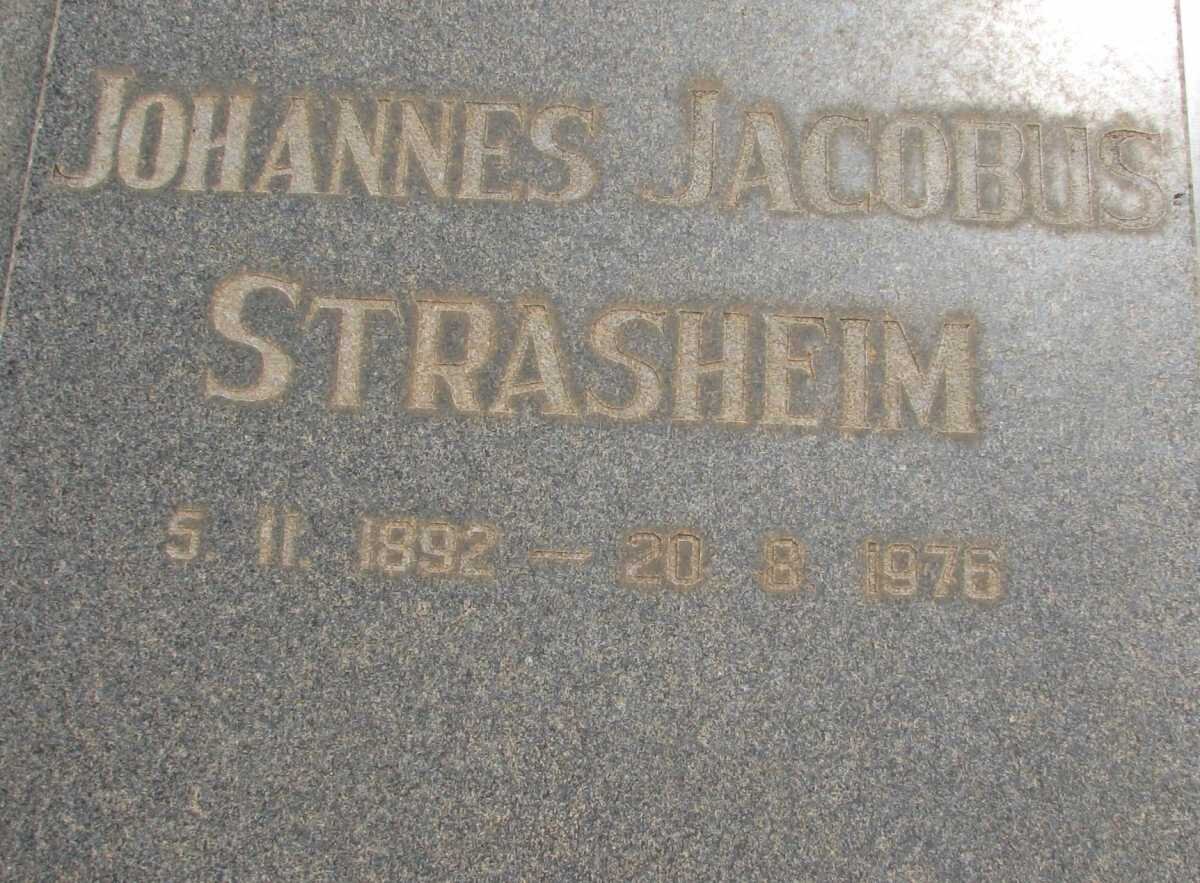 JOHANNES JACOBUS
STRASHEIM
5. 11. 1892 — 20 8 1976